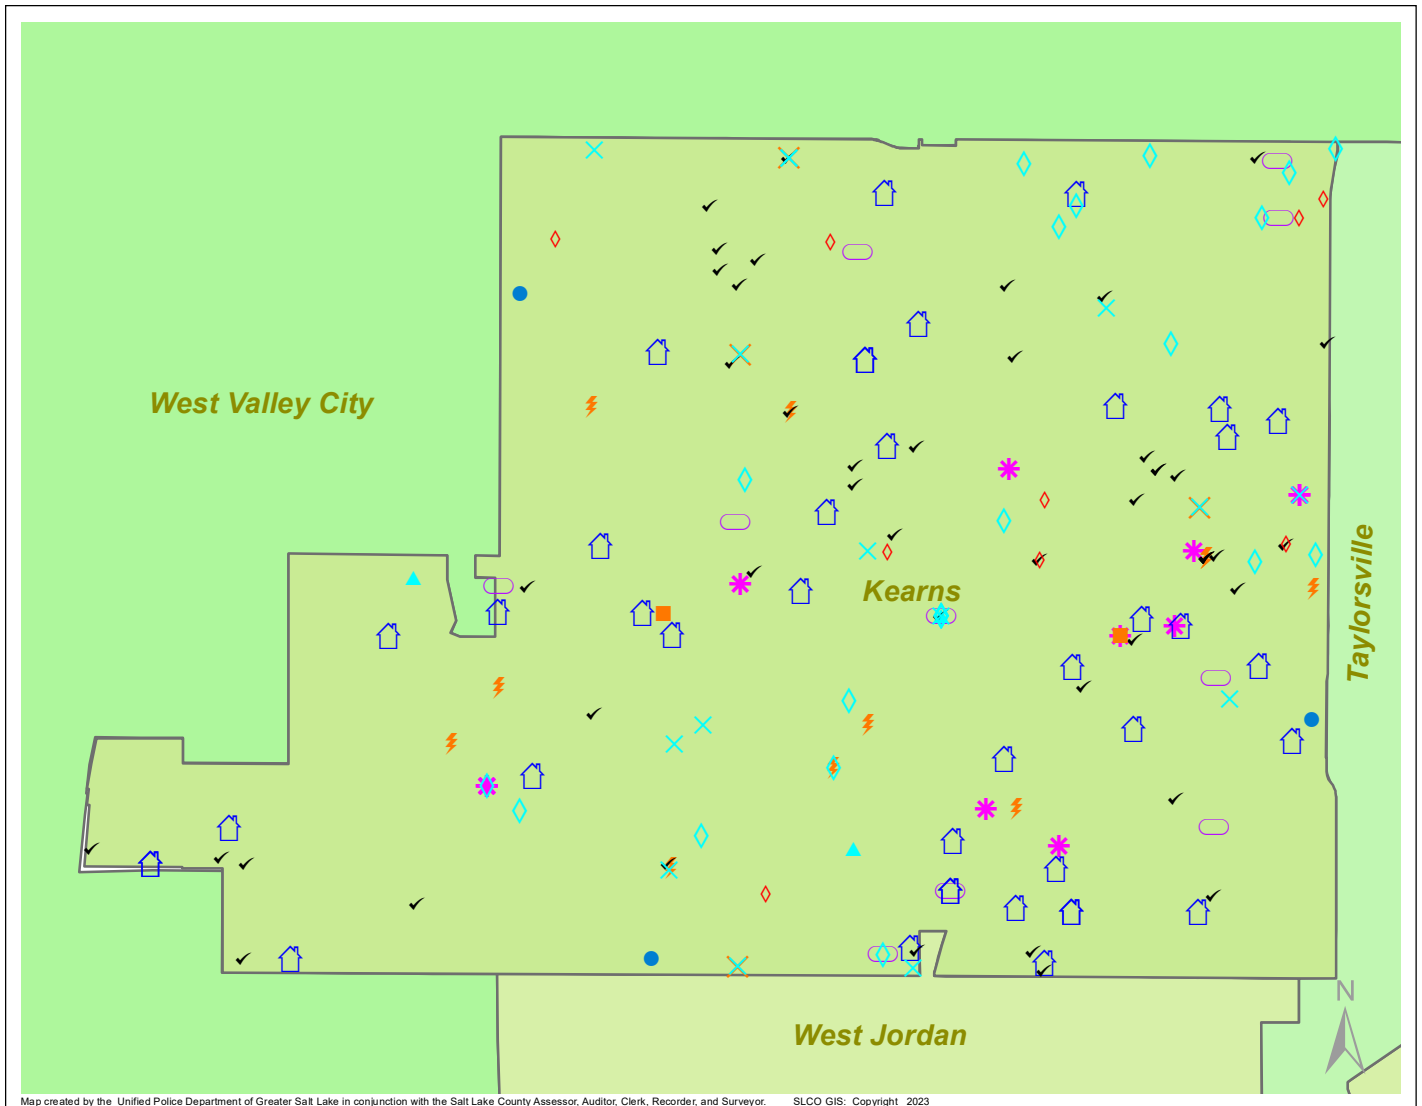 West Valley City
Kearns
Taylorsville
West Jordan
N
Map created by the Unified Police Department of Greater Salt Lake in conjunction with the Salt Lake County Assessor, Auditor, Clerk, Recorder, and Surveyor. SLCO GIS: Copyright 2023